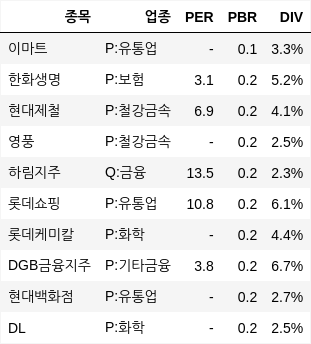 종목 업종 PER PBR DIV
이마트 P:유통업 - 0.1 3.3%
한화생명 P:보험 3.1 0.2 5.2%
현대제철 P:철강금속 6.9 0.2 4.1%
영풍 P:철강금속 - 0.2 2.5%
하림지주 Q:금융 13.5 0.2 2.3%
롯데쇼핑 P:유통업 10.8 0.2 6.1%
롯데케미칼 P:화학 - 0.2 4.4%
DGB금융지주 P:기타금융 3.8 0.2 6.7%
현대백화점 P:유통업 - 0.2 2.7%
DL P:화학 - 0.2 2.5%